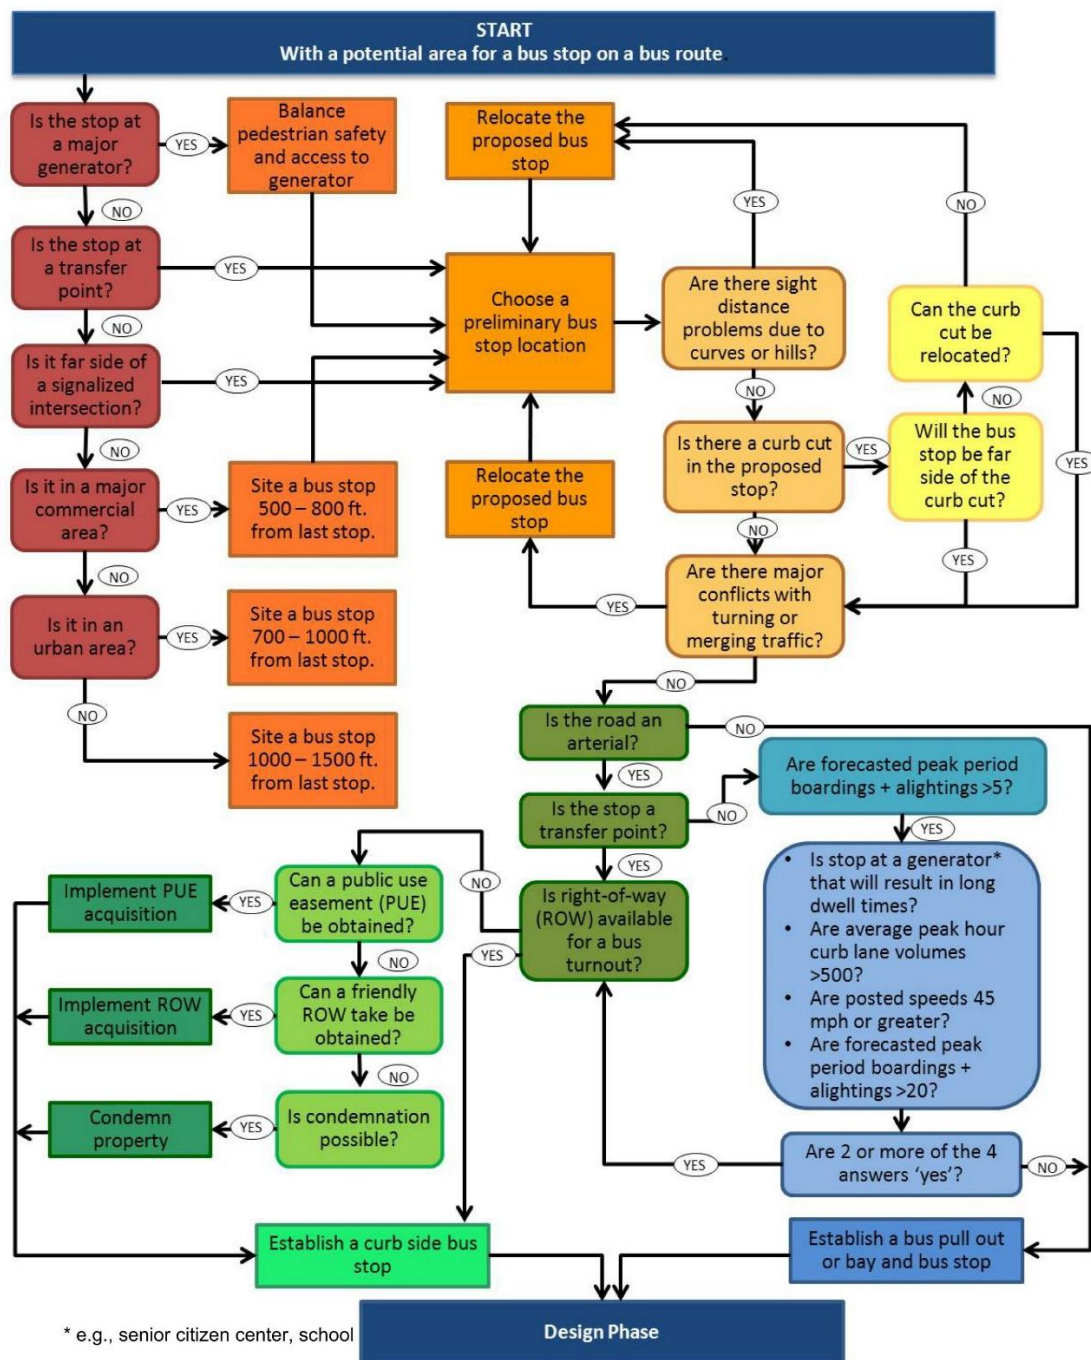 START
With a potential area for a bus stop on a bus route.
Is the stop at
a major
generator?
YES
Balance
pedestrian safety
and access to
generator
NO
Is the stop at
a transfer
point?
YES
NO
Is it far side of
a signalized
intersection?
YES
NO
Is it in a major
commercial
area?
YES
Site a bus stop
500 – 800 ft.
from last stop.
NO
Is it in an
urban area?
YES
Site a bus stop
700 – 1000 ft.
from last stop.
NO
Site a bus stop
1000 – 1500 ft.
from last stop.
Relocate the
proposed bus
stop
Choose a
preliminary bus
stop location
Relocate
the proposed bus
stop
YES
Are there sight
distance
problems due to
curves or hills?
NO
Is there a curb cut
in the proposed
stop?
YES
NO
Are there major
conflicts with
turning or
merging traffic?
YES
NO
NO
Can the curb
cut be
relocated?
NO
Will the bus
stop be far
side of the
curb cut?
YES
YES
Is the road an
arterial?
NO
YES
Is the stop a
transfer point?
NO
YES
Is right-of-way
(ROW) available
for a bus
turnout?
NO
YES
Are forecasted peak period
boardings + alightings >5?
YES
• Is stop at a generator*
that will result in long
dwell times?
• Are average peak hour
curb lane volumes
>500?
• Are posted speeds 45
mph or greater?
• Are forecasted peak
period boardings +
alightings >20?
Are 2 or more of the 4
answers ‘yes’?
YES
NO
Can a public use
easement (PUE)
be obtained?
YES
Implement PUE
acquisition
NO
Can a friendly
ROW take be
obtained?
YES
Implement ROW
acquisition
NO
Is condemnation
possible?
YES
Condemn
property
Establish a curb side bus
stop
Establish a bus pull out
or bay and bus stop
* e.g., senior citizen center, school
Design Phase